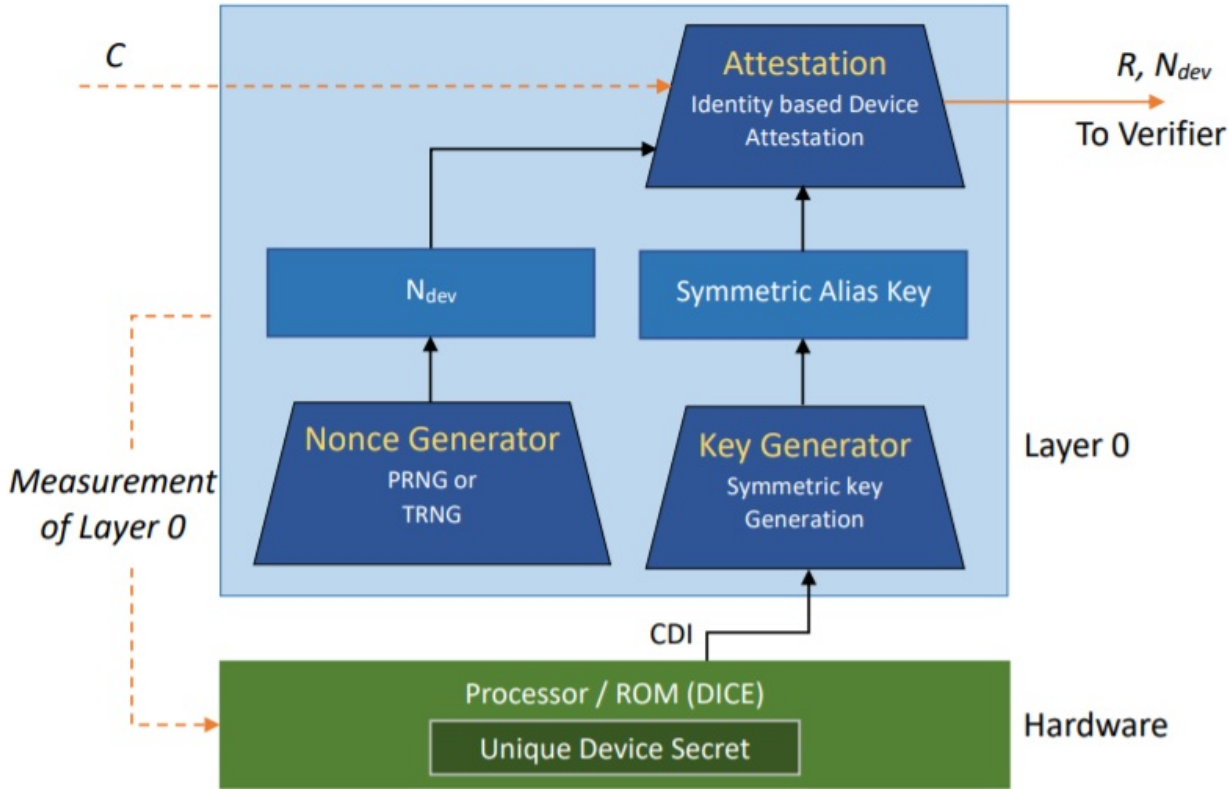 C
Attestation
Identity based Device
Attestation
R, Ndev
To Verifier
Ndev
Symmetric Alias Key
Nonce Generator
PRNG or
TRNG
Key Generator
Symmetric key
Generation
Layer 0
Measurement
of Layer 0
CDI
Processor / ROM (DICE)
Unique Device Secret
Hardware